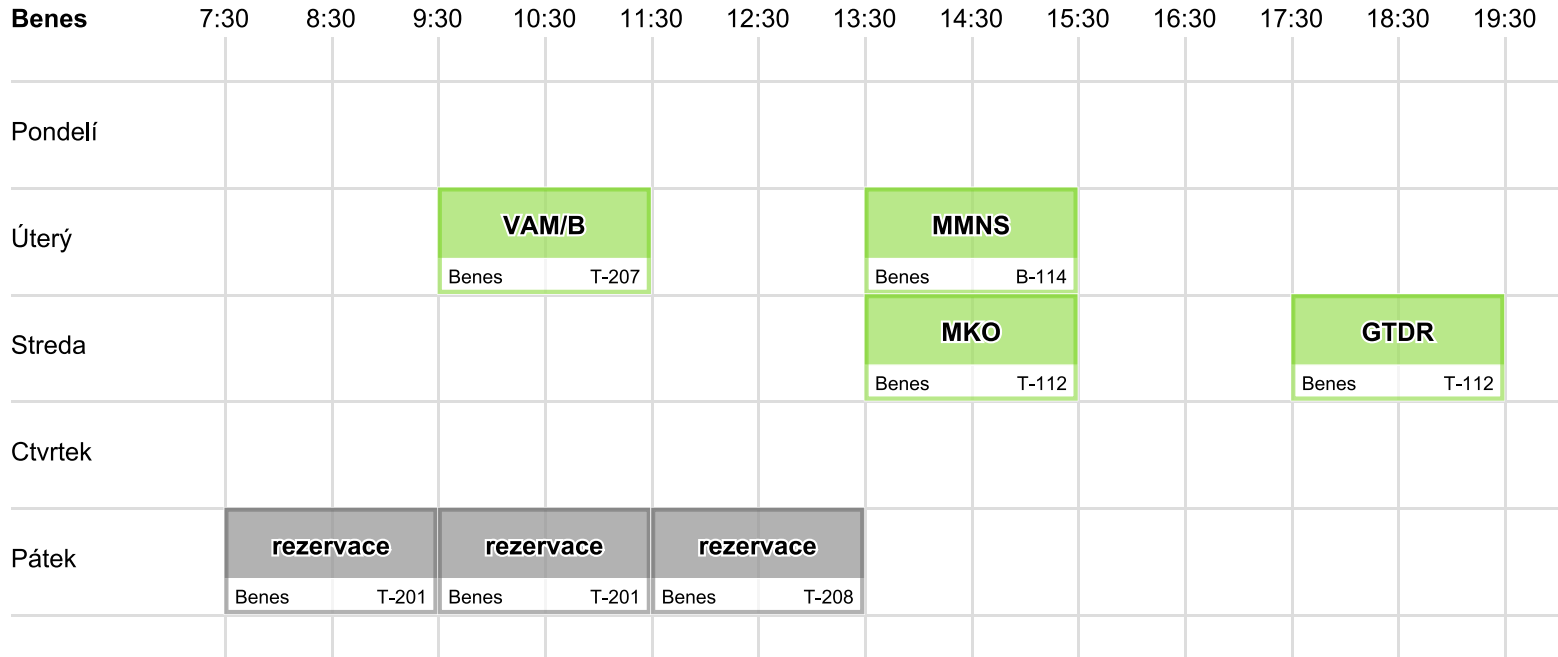 Benes 7:30 8:30 9:30 10:30 11:30 12:30 13:30 14:30 15:30 16:30 17:30 18:30 19:30
Pondelí
Úterý
VAM/B
Benes T-207
MMNS
Benes B-114
Streda
MKO
Benes T-112
GTDR
Benes T-112
Ctvrtek
Pátek
rezervace
Benes T-201
rezervace
Benes T-201
rezervace
Benes T-208